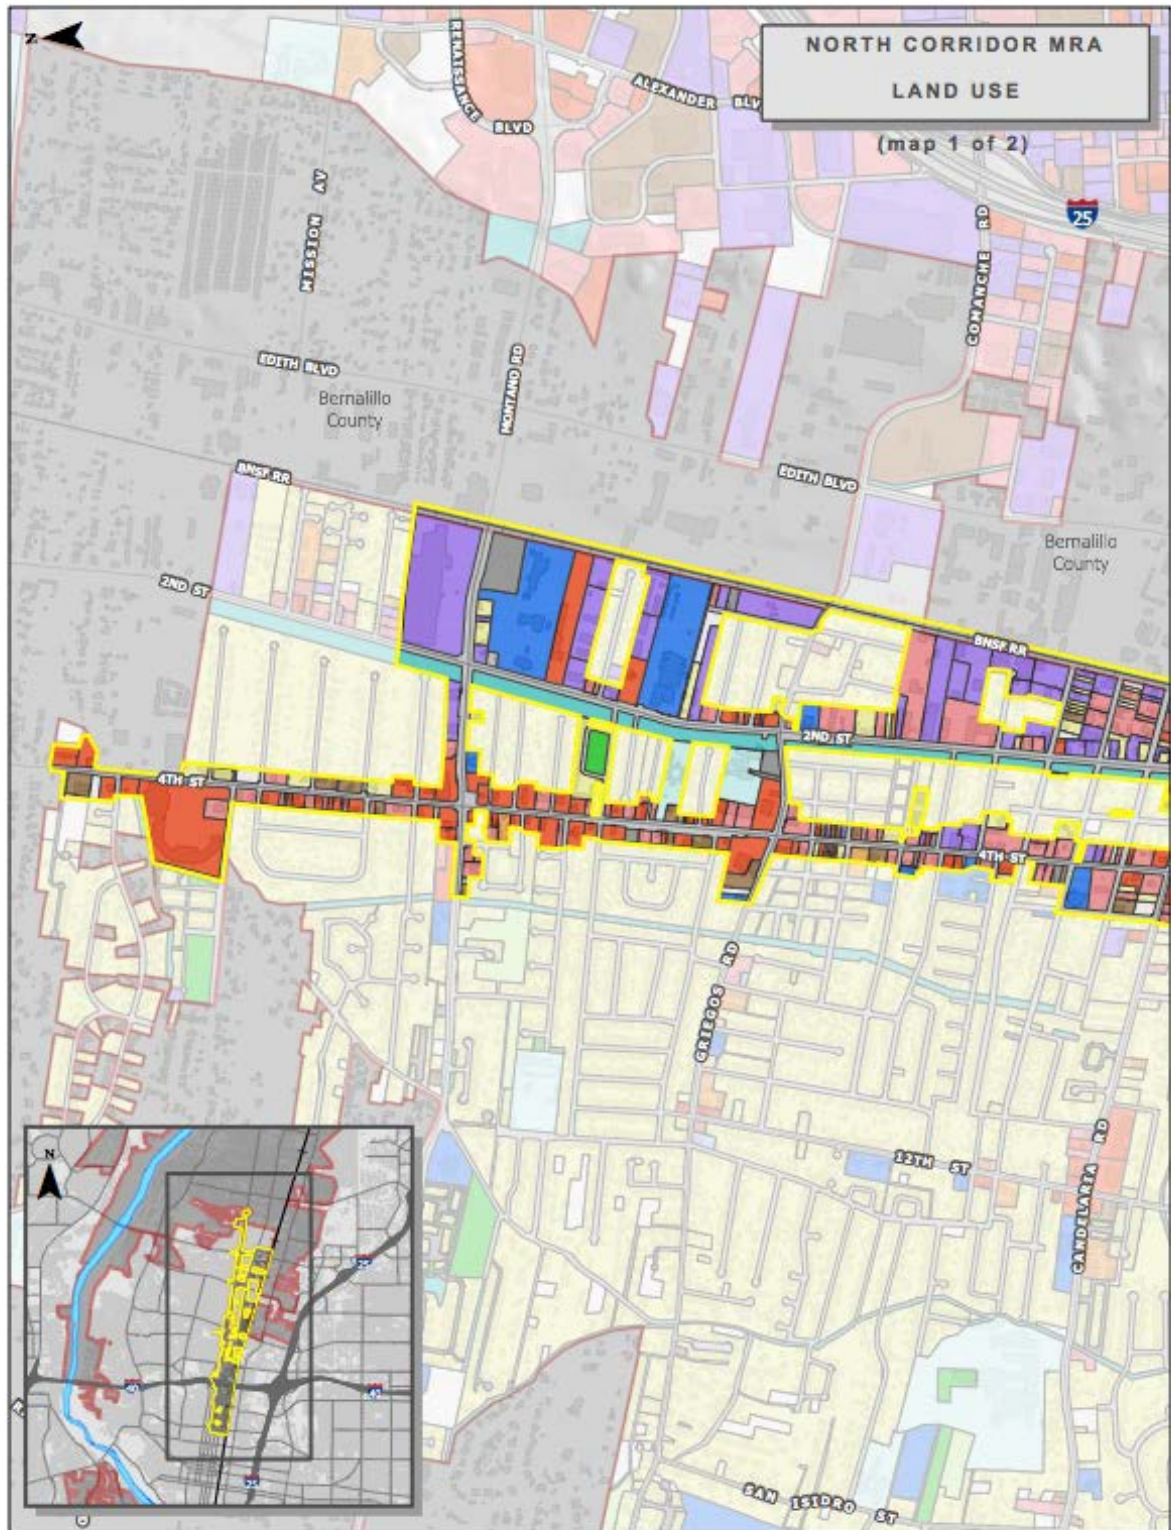 N
NORTH CORRIDOR MRA
LAND USE
(map 1 of 2)
RENAISSANCE
BLVD
ALEXANDER BLV
25
MISSION AV
COMANCHE RD
EDITH BLVD
Bernalillo
County
MONTANO RD
BNSF RR
EDITH BLVD
Bernalillo
County
2ND ST
BNSF RR
2ND ST
4TH ST
4TH ST
GRIEGOS RD
12TH ST
CANDELARIA RD
SAN ISIDRO ST
N
25
40
40
25